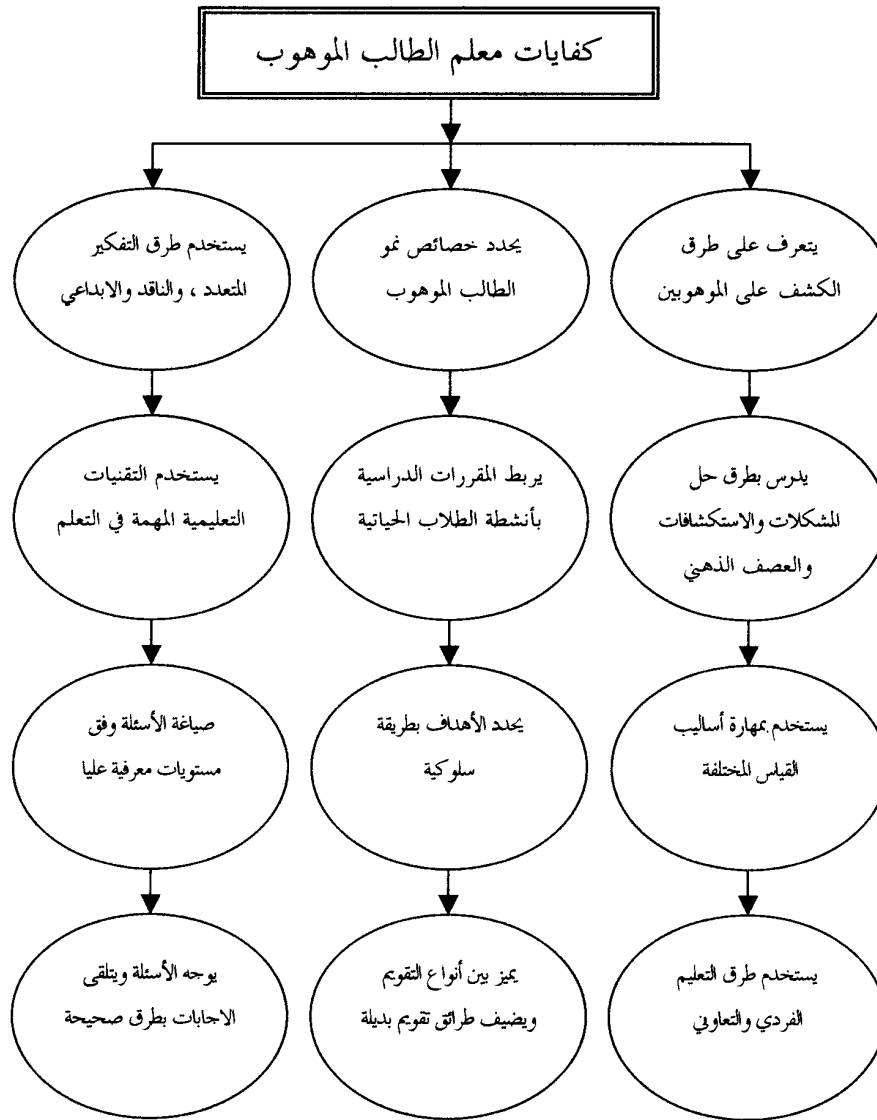 كفايات معلم الطالب الموهوب
يتعرف على طرق
الكشف على الموهوبين
يحدد خصائص نمو
الطالب الموهوب
يستخدم طرق التفكير
المتعدد ، والناقد والابداعي
يدرس بطرق حل
المشكلات والاستكشافات
والعصف الذهني
يربط المقررات الدراسية
بأنشطة الطلاب الحياتية
يستخدم التقنيات
التعليمية المهمة في التعلم
يستخدم بمهارة أساليب
القياس المختلفة
يحدد الأهداف بطريقة
سلوكية
صياغة الأسئلة وفق
مستويات معرفية عليا
يستخدم طرق التعليم
الفردي والتعاوني
يميز بين أنواع التقويم
ويضيف طرائق تقويم بديلة
يوجه الأسئلة ويتلقى
الاجابات بطرق صحيحة